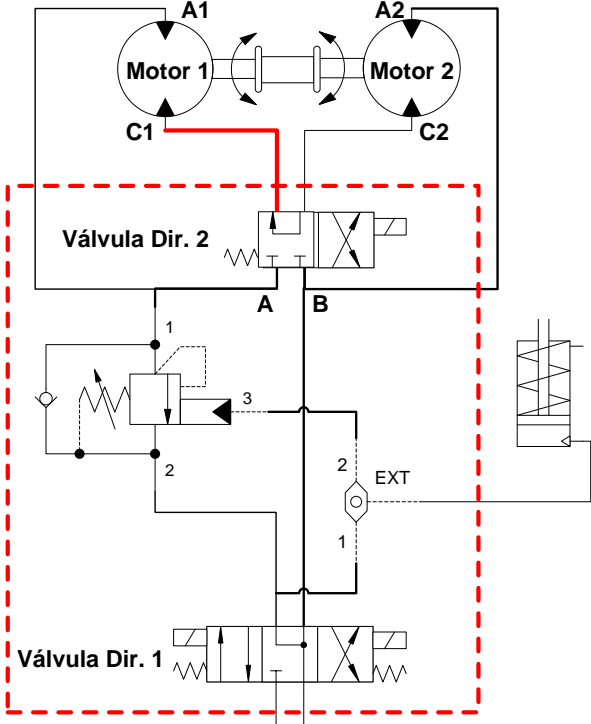 A1 A2
Motor 1 Motor 2
C1 C2
Válvula Dir. 2
A B
1
3
2 2 EXT
1
Válvula Dir. 1